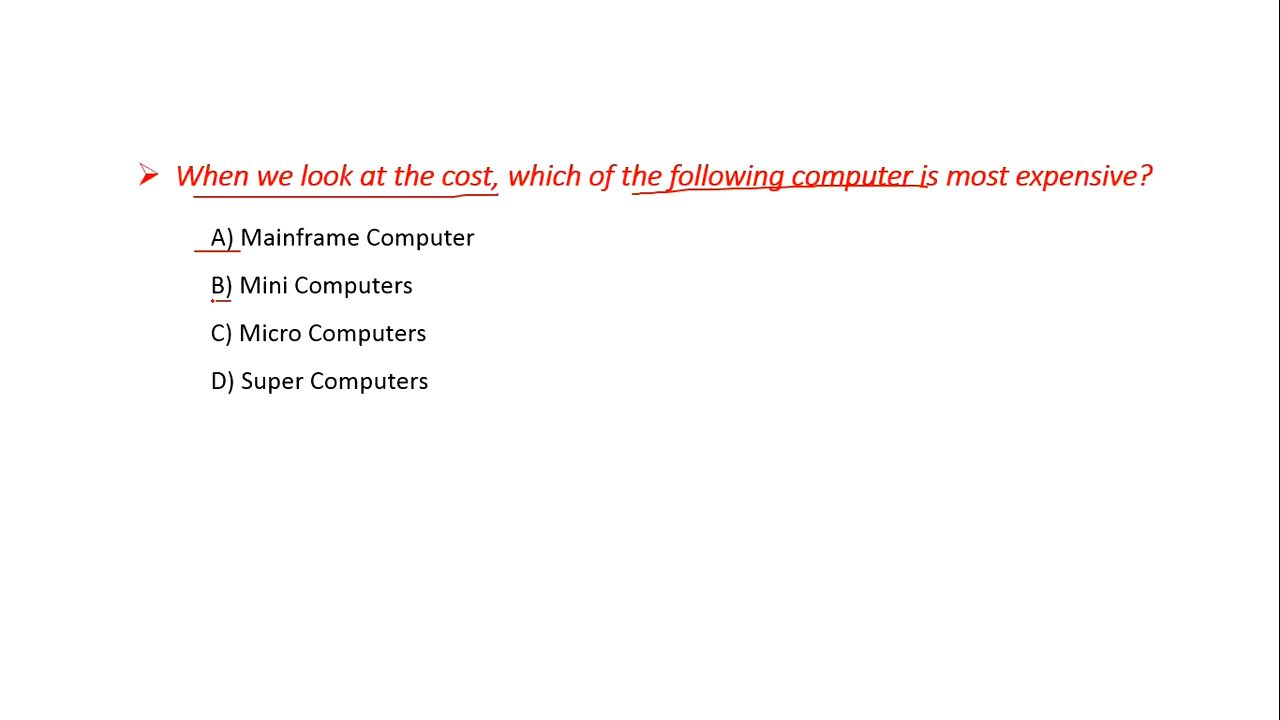 ➢ When we look at the cost, which of the following computer is most expensive?
A) Mainframe Computer
B) Mini Computers
C) Micro Computers
D) Super Computers